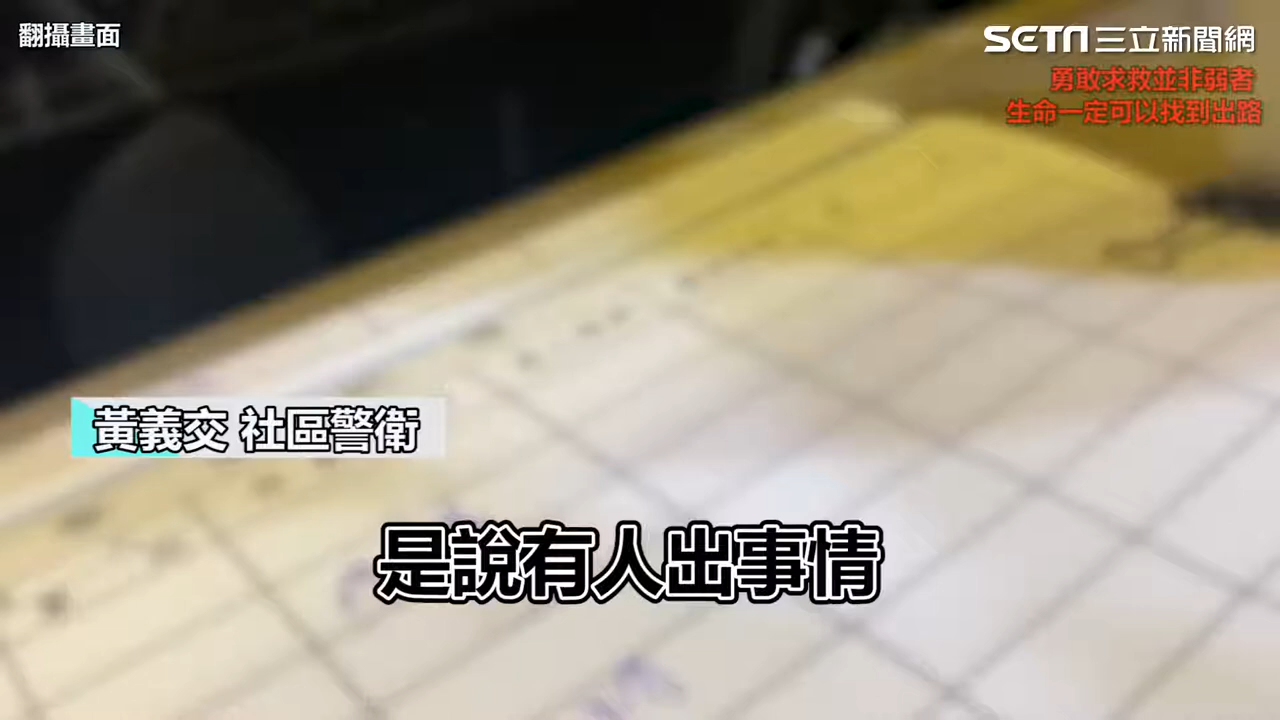 翻攝畫面
SETN三立新聞網
勇敢求救並非弱者
生命一定可以找到出路
黃義交 社區警衛
是說有人出事情